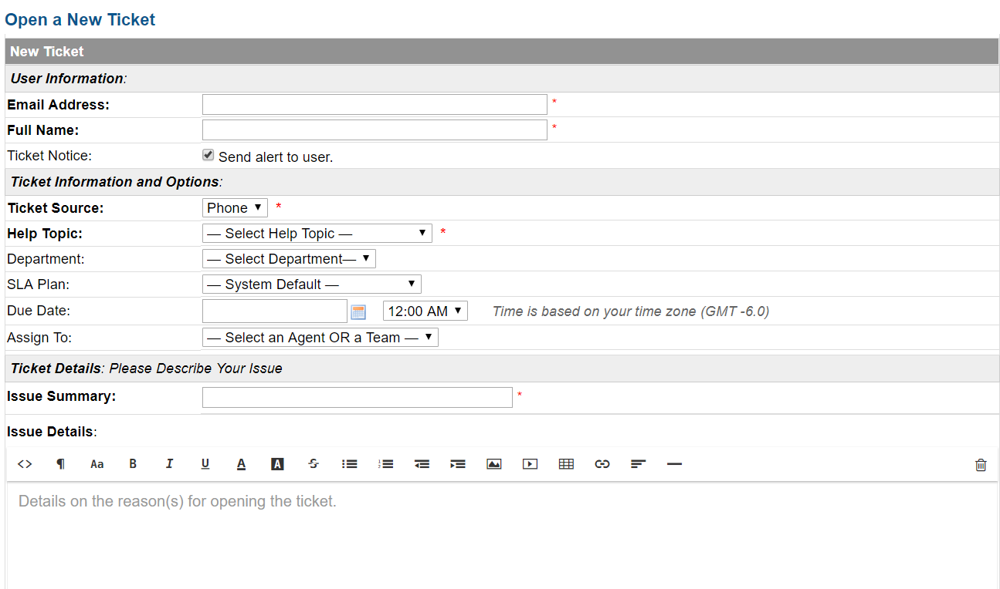 Open a New Ticket
New Ticket
User Information:
Email Address: *
Full Name: *
Ticket Notice: Send alert to user.
Ticket Information and Options:
Ticket Source: Phone *
Help Topic: — Select Help Topic — *
Department: — Select Department—
SLA Plan: — System Default —
Due Date: 12:00 AM Time is based on your time zone (GMT -6.0)
Assign To: — Select an Agent OR a Team —
Ticket Details: Please Describe Your Issue
Issue Summary: *
Issue Details:
<> ¶ Aa B I U A A S
Details on the reason(s) for opening the ticket.